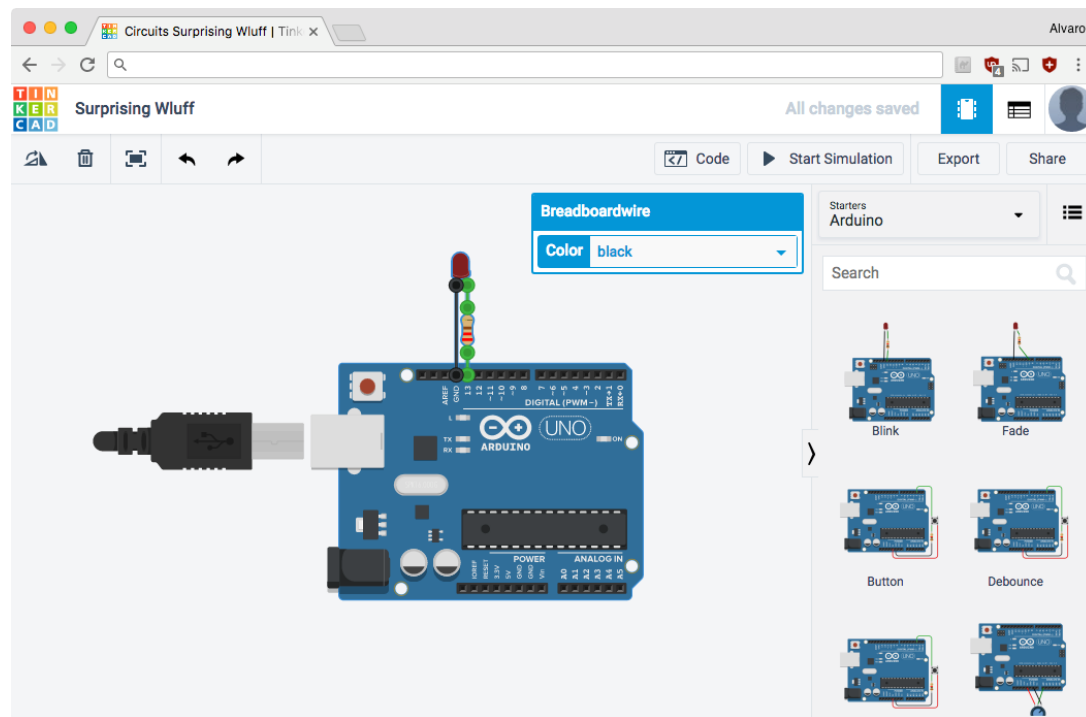 Circuits Surprising Wluff | Tink
Alvaro
4
TIN
KER
CAD
Surprising Wluff
All changes saved
Code
Start Simulation
Export
Share
Breadboardwire
Color black
Starters
Arduino
Search
AREF
GND
13
12
~11
~10
~9
8
7
~6
~5
4
~3
2
TX→1
RX←0
DIGITAL (PWM~)
L
TX
RX
UNO
ON
ARDUINO
POWER
ANALOG IN
IOREF
RESET
3.3V
5V
GND
GND
Vin
A0
A1
A2
A3
A4
A5
Blink
Fade
Button
Debounce